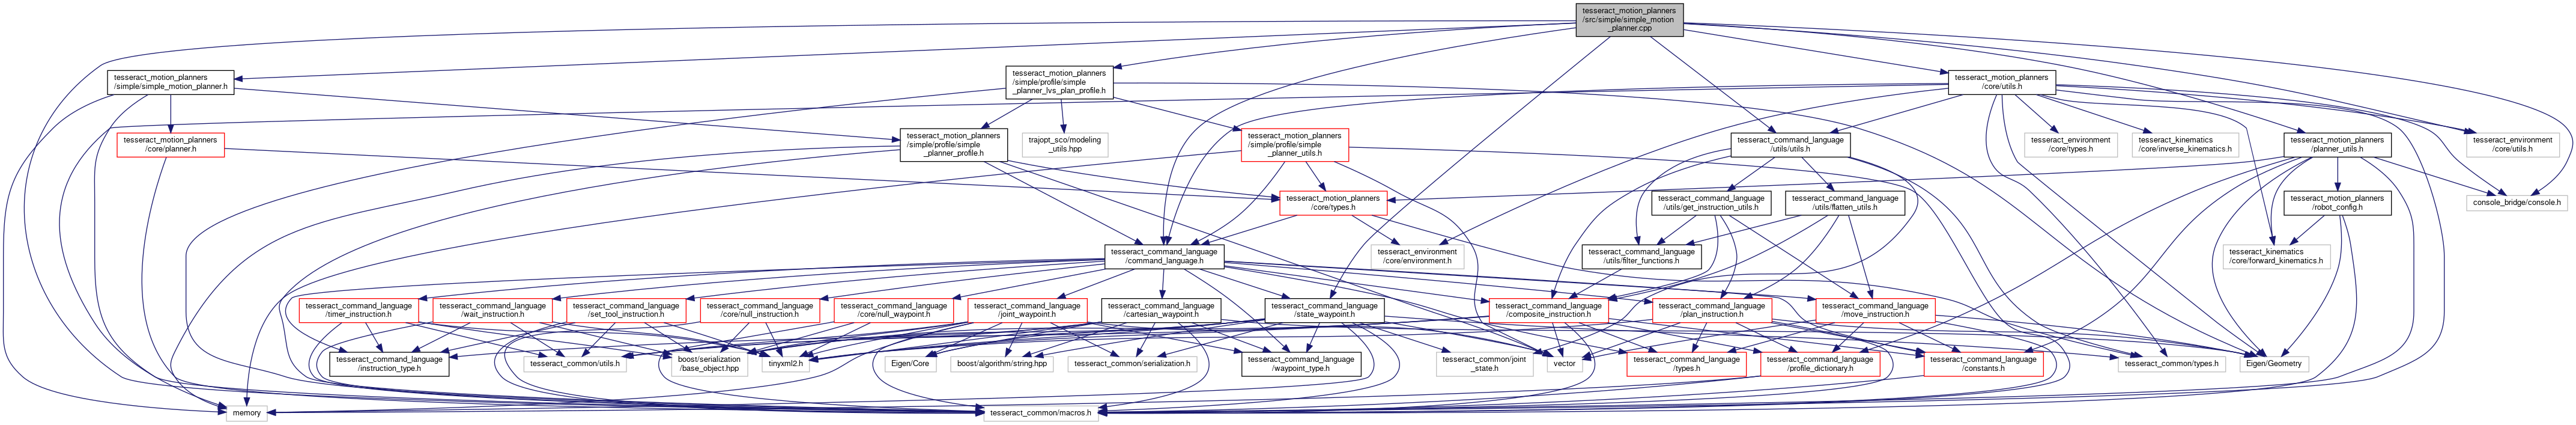 tesseract_motion_planners
/src/simple/simple_motion
_planner.cpp
tesseract_motion_planners
/simple/simple_motion_planner.h
tesseract_motion_planners
/simple/profile/simple
_planner_lvs_plan_profile.h
tesseract_motion_planners
/core/utils.h
tesseract_motion_planners
/core/planner.h
tesseract_motion_planners
/simple/profile/simple
_planner_profile.h
trajopt_sco/modeling
_utils.hpp
tesseract_motion_planners
/simple/profile/simple
_planner_utils.h
tesseract_command_language
/utils/utils.h
tesseract_environment
/core/types.h
tesseract_kinematics
/core/inverse_kinematics.h
tesseract_motion_planners
/planner_utils.h
tesseract_environment
/core/utils.h
tesseract_motion_planners
/core/types.h
tesseract_command_language
/utils/get_instruction_utils.h
tesseract_command_language
/utils/flatten_utils.h
tesseract_motion_planners
/robot_config.h
console_bridge/console.h
tesseract_command_language
/command_language.h
tesseract_environment
/core/environment.h
tesseract_command_language
/utils/filter_functions.h
tesseract_kinematics
/core/forward_kinematics.h
tesseract_command_language
/timer_instruction.h
tesseract_command_language
/wait_instruction.h
tesseract_command_language
/set_tool_instruction.h
tesseract_command_language
/core/null_instruction.h
tesseract_command_language
/core/null_waypoint.h
tesseract_command_language
/joint_waypoint.h
tesseract_command_language
/cartesian_waypoint.h
tesseract_command_language
/state_waypoint.h
tesseract_command_language
/composite_instruction.h
tesseract_command_language
/plan_instruction.h
tesseract_command_language
/move_instruction.h
tesseract_command_language
/instruction_type.h
tesseract_common/utils.h
boost/serialization
/base_object.hpp
tinyxml2.h
Eigen/Core
boost/algorithm/string.hpp
tesseract_common/serialization.h
tesseract_command_language
/waypoint_type.h
tesseract_common/joint
_state.h
vector
tesseract_command_language
/types.h
tesseract_command_language
/profile_dictionary.h
tesseract_command_language
/constants.h
tesseract_common/types.h
Eigen/Geometry
memory
tesseract_common/macros.h